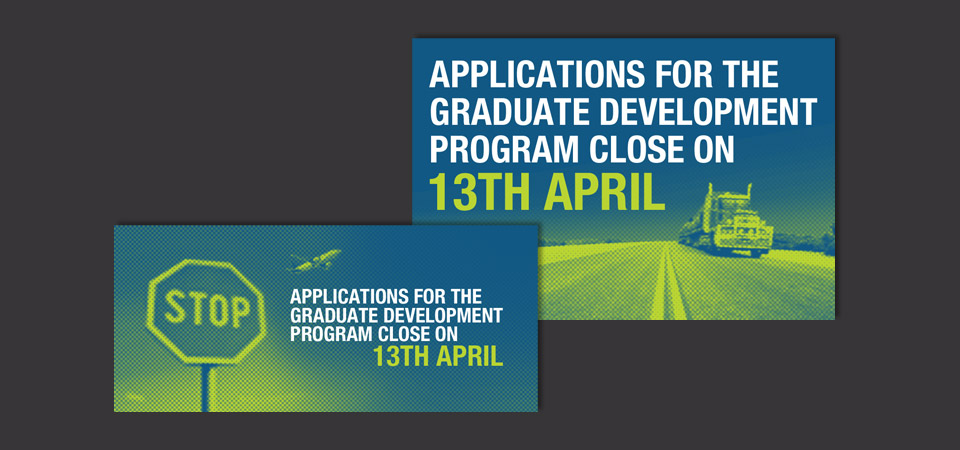 APPLICATIONS FOR THE
GRADUATE DEVELOPMENT
PROGRAM CLOSE ON
13TH APRIL
STOP
APPLICATIONS FOR THE
GRADUATE DEVELOPMENT
PROGRAM CLOSE ON
13TH APRIL